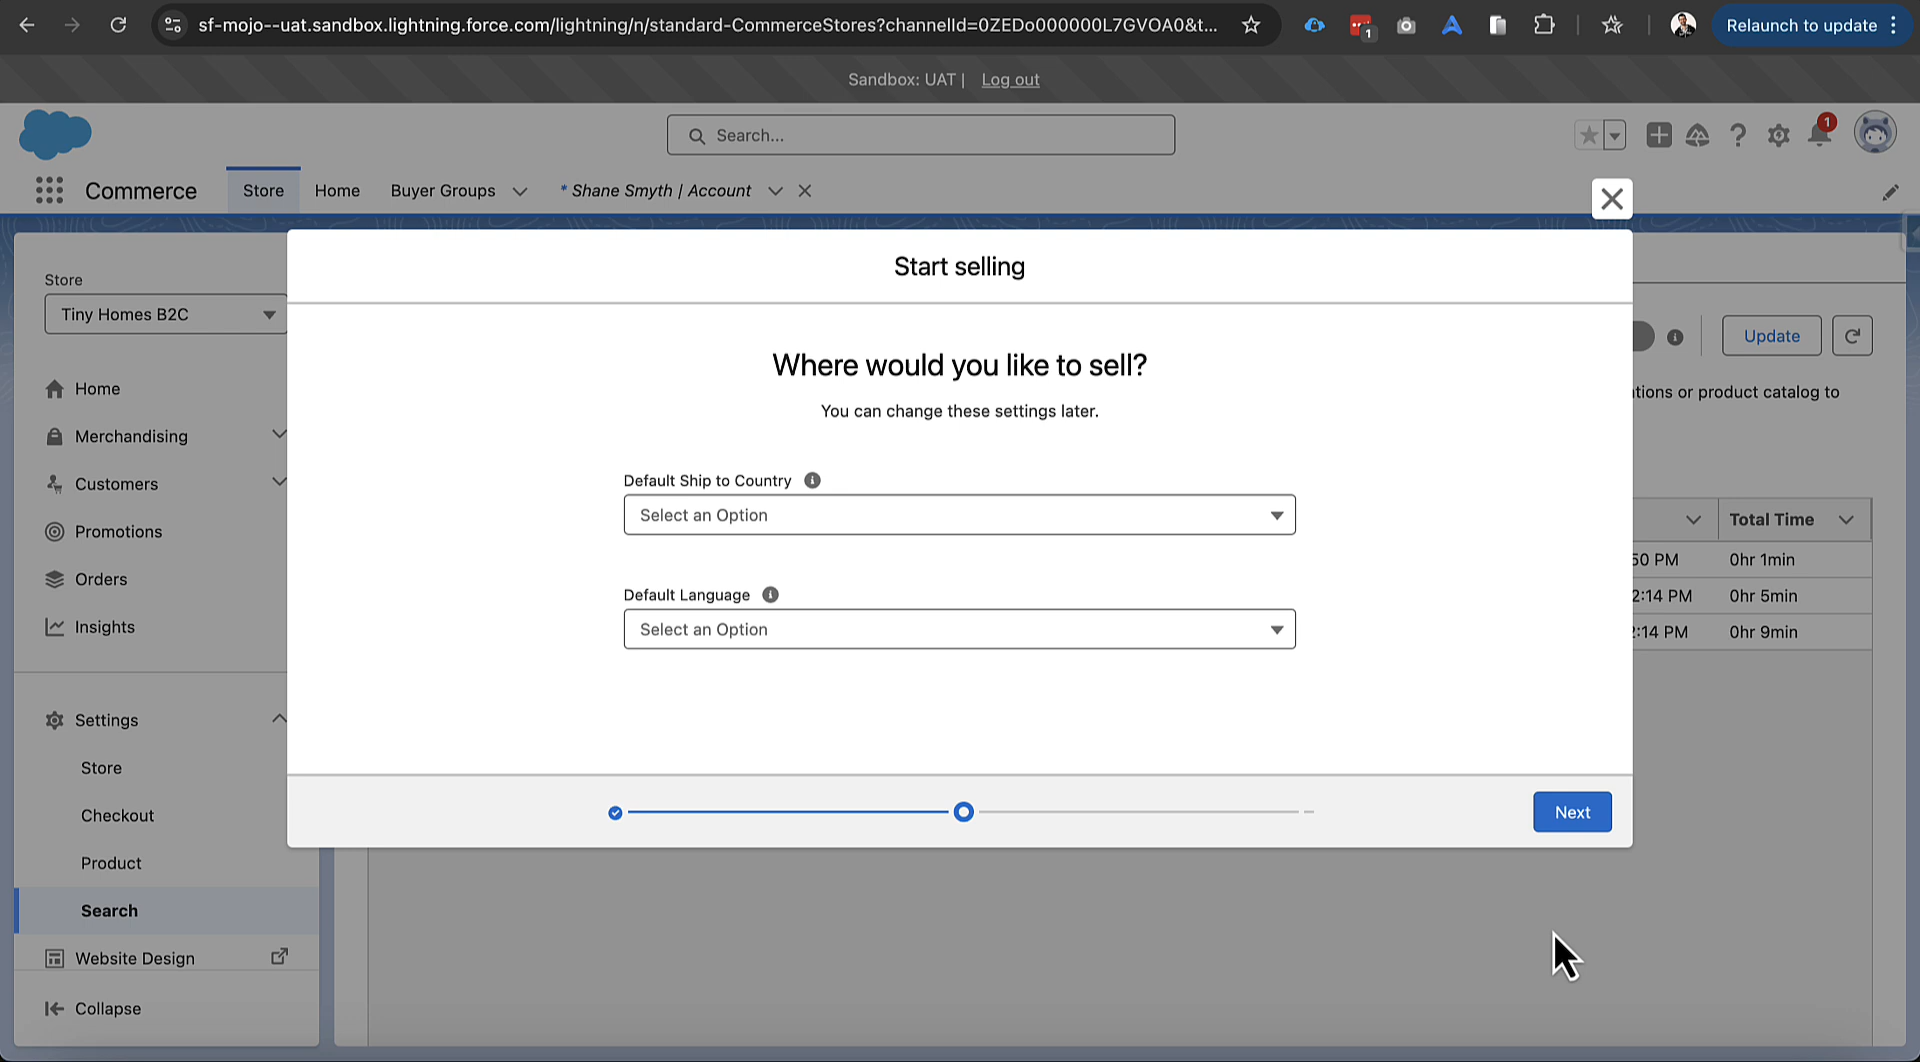 sf-mojo--uat.sandbox.lightning.force.com/lightning/n/standard-CommerceStores?channelId=0ZEDo000000L7GVOA0&t...
1
Relaunch to update
Sandbox: UAT | Log out
Search...
1
Commerce
Store
Home
Buyer Groups
* Shane Smyth | Account
Start selling
Store
Tiny Homes B2C
Update
Where would you like to sell?
Home
tions or product catalog to
You can change these settings later.
Merchandising
Customers
Default Ship to Country
Select an Option
Total Time
Promotions
50 PM
0hr 1min
Orders
Default Language
2:14 PM
0hr 5min
Insights
Select an Option
:14 PM
0hr 9min
Settings
Store
Checkout
Next
Product
Search
Website Design
Collapse